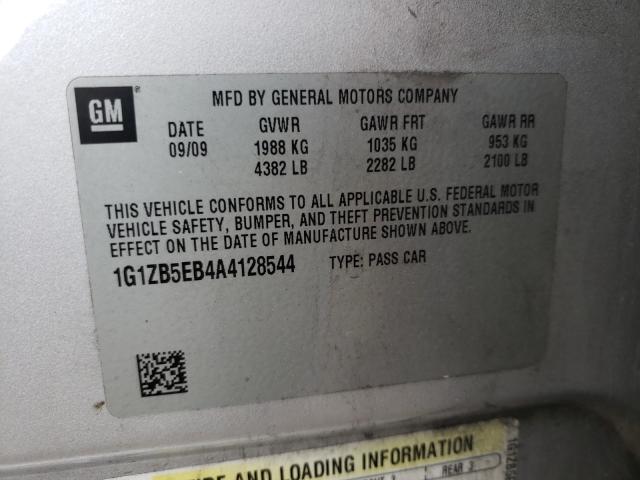 GM
MFD BY GENERAL MOTORS COMPANY
DATE GVWR GAWR FRT GAWR RR
09/09 1988 KG 1035 KG 953 KG
4382 LB 2282 LB 2100 LB
THIS VEHICLE CONFORMS TO ALL APPLICABLE U.S. FEDERAL MOTOR
VEHICLE SAFETY, BUMPER, AND THEFT PREVENTION STANDARDS IN
EFFECT ON THE DATE OF MANUFACTURE SHOWN ABOVE.
1G1ZB5EB4A4128544 TYPE: PASS CAR
AND LOADING INFORMATION
REAR 3